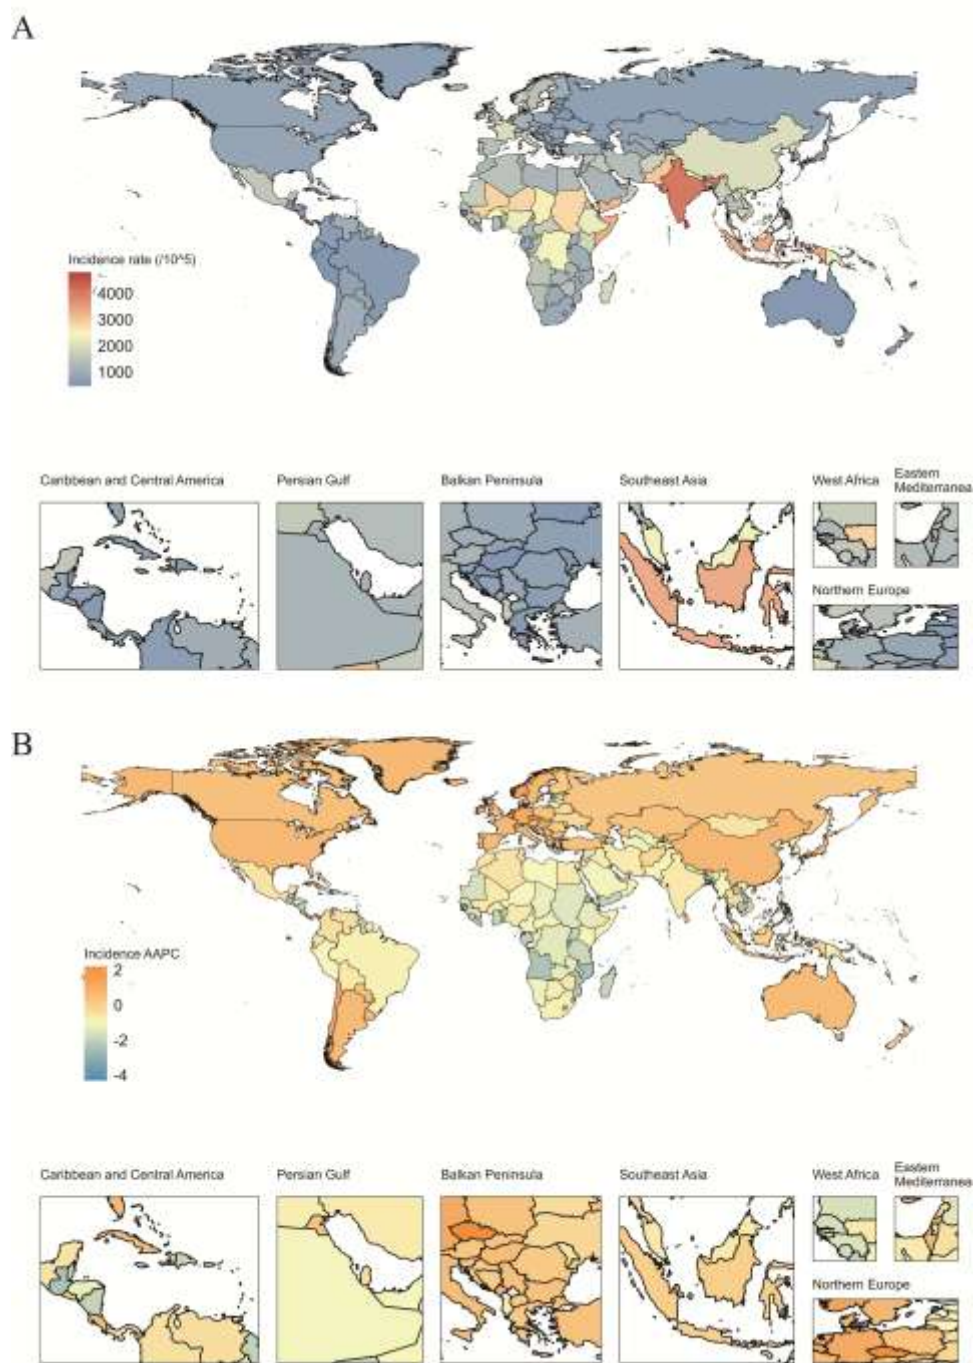 A
Incidence rate (/10^5)
4000
3000
2000
1000
Caribbean and Central America
Persian Gulf
Balkan Peninsula
Southeast Asia
West Africa
Eastern
Mediterranea
Northern Europe
B
Incidence AAPC
2
0
-2
-4
Caribbean and Central America
Persian Gulf
Balkan Peninsula
Southeast Asia
West Africa
Eastern
Mediterranea
Northern Europe